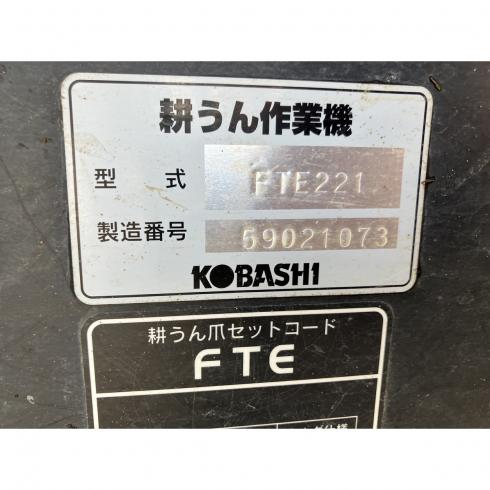 耕うん作業機
型 式 FTE221
製造番号 59021073
KOBASHI
耕うん爪セットコード
FTE